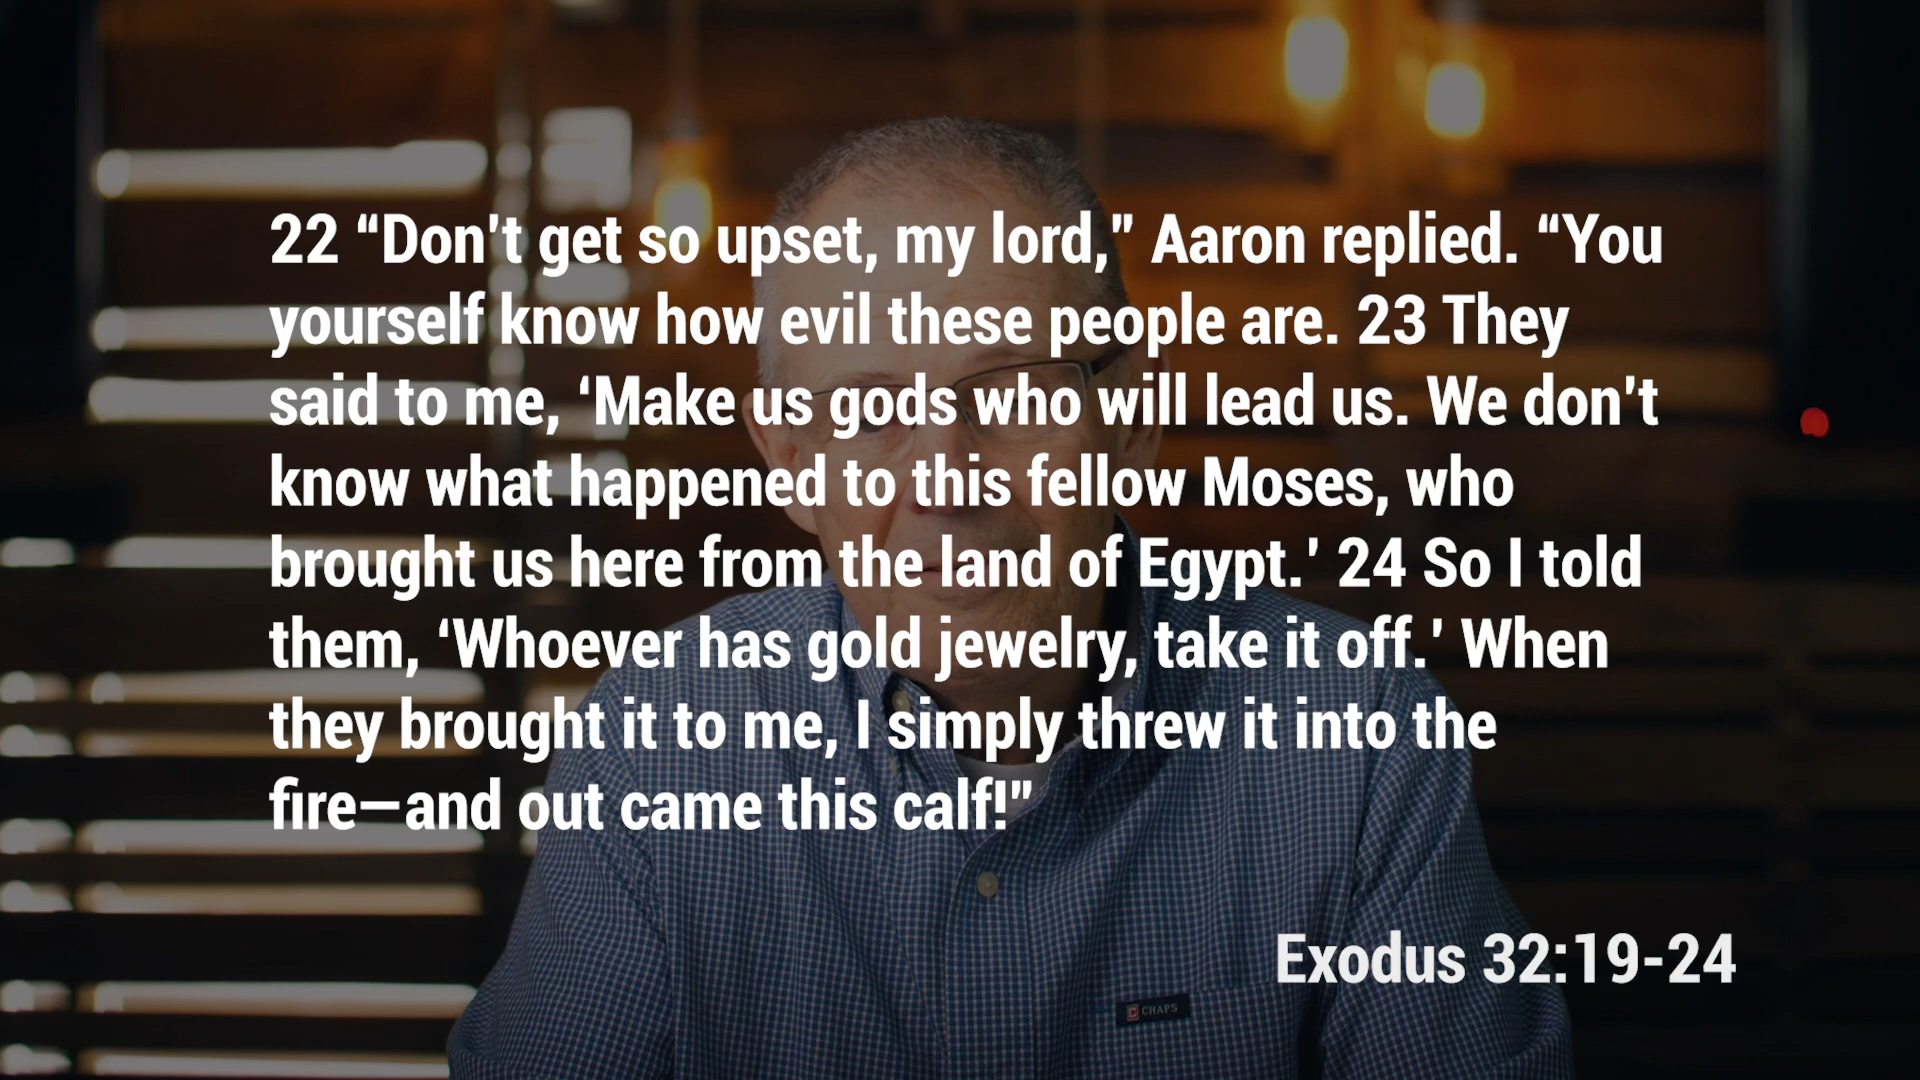 22 “Don’t get so upset, my lord,” Aaron replied. “You
yourself know how evil these people are. 23 They
said to me, ‘Make us gods who will lead us. We don’t
know what happened to this fellow Moses, who
brought us here from the land of Egypt.’ 24 So I told
them, ‘Whoever has gold jewelry, take it off.’ When
they brought it to me, I simply threw it into the
fire—and out came this calf!”
Exodus 32:19-24
CHAPS